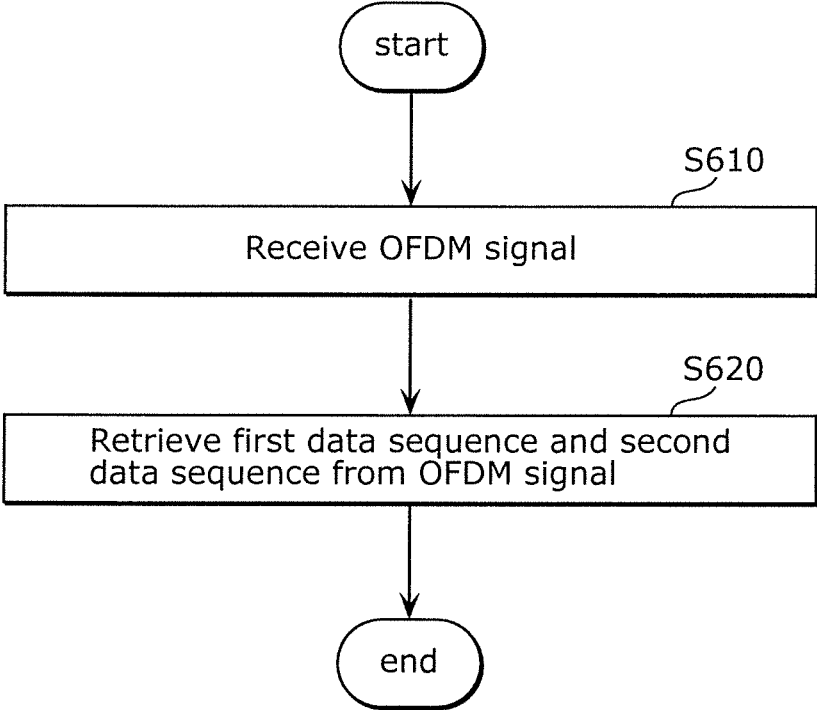 start
S610
Receive OFDM signal
S620
Retrieve first data sequence and second
data sequence from OFDM signal
end